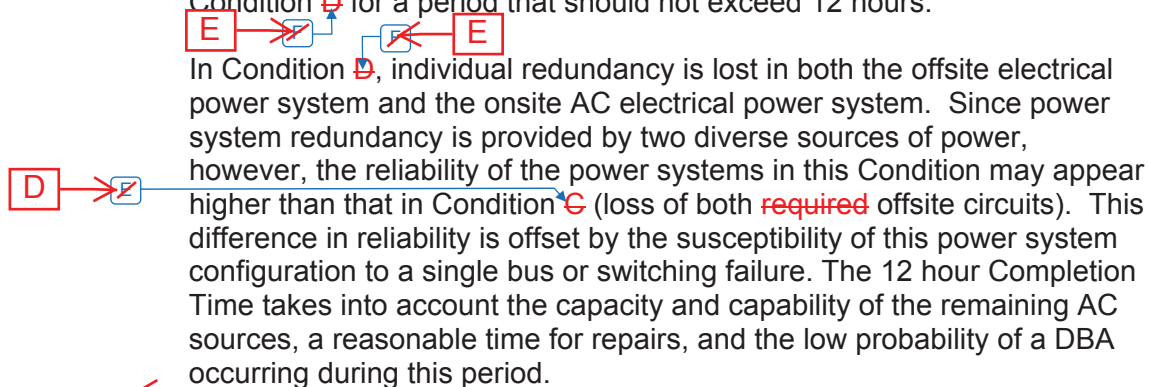 Condition D for a period that should not exceed 12 hours.
E F F E
In Condition D, individual redundancy is lost in both the offsite electrical
power system and the onsite AC electrical power system. Since power
system redundancy is provided by two diverse sources of power,
however, the reliability of the power systems in this Condition may appear
D E
higher than that in Condition C (loss of both required offsite circuits). This
difference in reliability is offset by the susceptibility of this power system
configuration to a single bus or switching failure. The 12 hour Completion
Time takes into account the capacity and capability of the remaining AC
sources, a reasonable time for repairs, and the low probability of a DBA
occurring during this period.